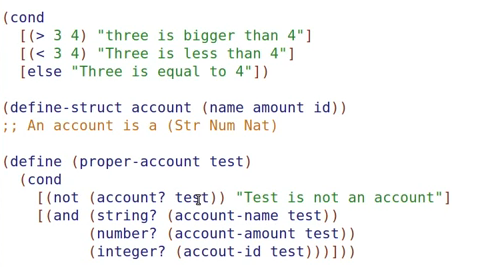 (cond
[(> 3 4) "three is bigger than 4"]
[(< 3 4) "Three is less than 4"]
[else "Three is equal to 4"])
(define-struct account (name amount id))
;; An account is a (Str Num Nat)
(define (proper-account test)
(cond
[(not (account? test)) "Test is not an account"]
[(and (string? (account-name test))
(number? (account-amount test))
(integer? (accout-id test)))]))